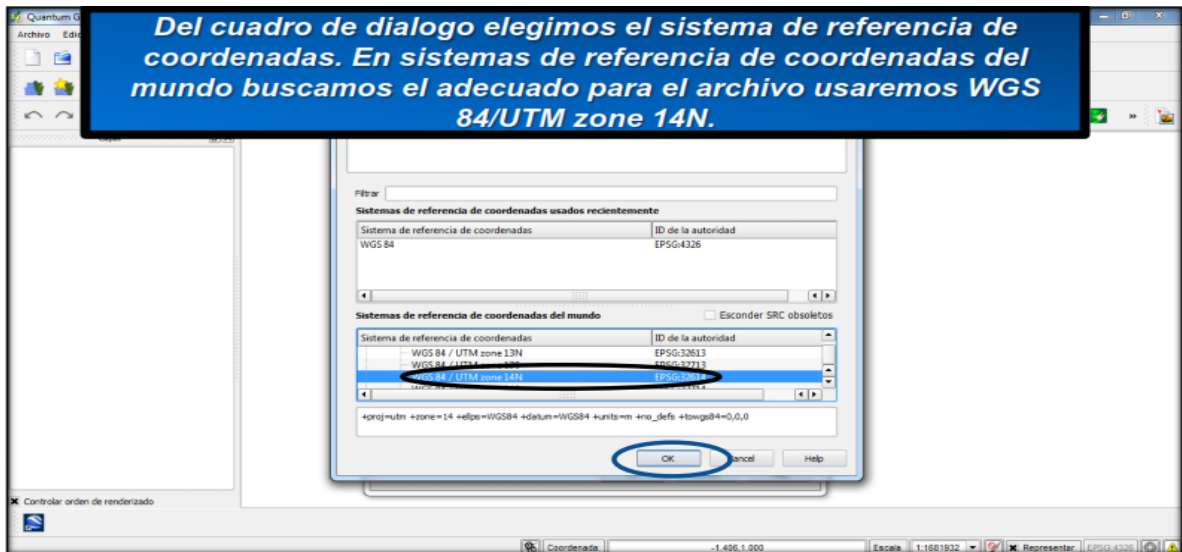 Quantum G
Del cuadro de dialogo elegimos el sistema de referencia de
coordenadas. En sistemas de referencia de coordenadas del
mundo buscamos el adecuado para el archivo usaremos WGS
84/UTM zone 14N.
Archivo Edi
Filtrar
Sistemas de referencia de coordenadas usados recientemente
Sistema de referencia de coordenadas ID de la autoridad
WGS 84 EPSG:4326
Sistemas de referencia de coordenadas del mundo Esconder SRC obsoletos
Sistema de referencia de coordenadas ID de la autoridad
WGS 84 / UTM zone 13N EPSG:32613
WGS 84 / UTM zone 14N EPSG:32614
+proj=utm +zone=14 +ellps=WGS84 +datum=WGS84 +units=m +no_defs +towgs84=0,0,0
OK Cancel Help
Controlar orden de renderizado
Coordenada: -1.406,1.000 Escala 1:1681932 Representar EPSG:4326